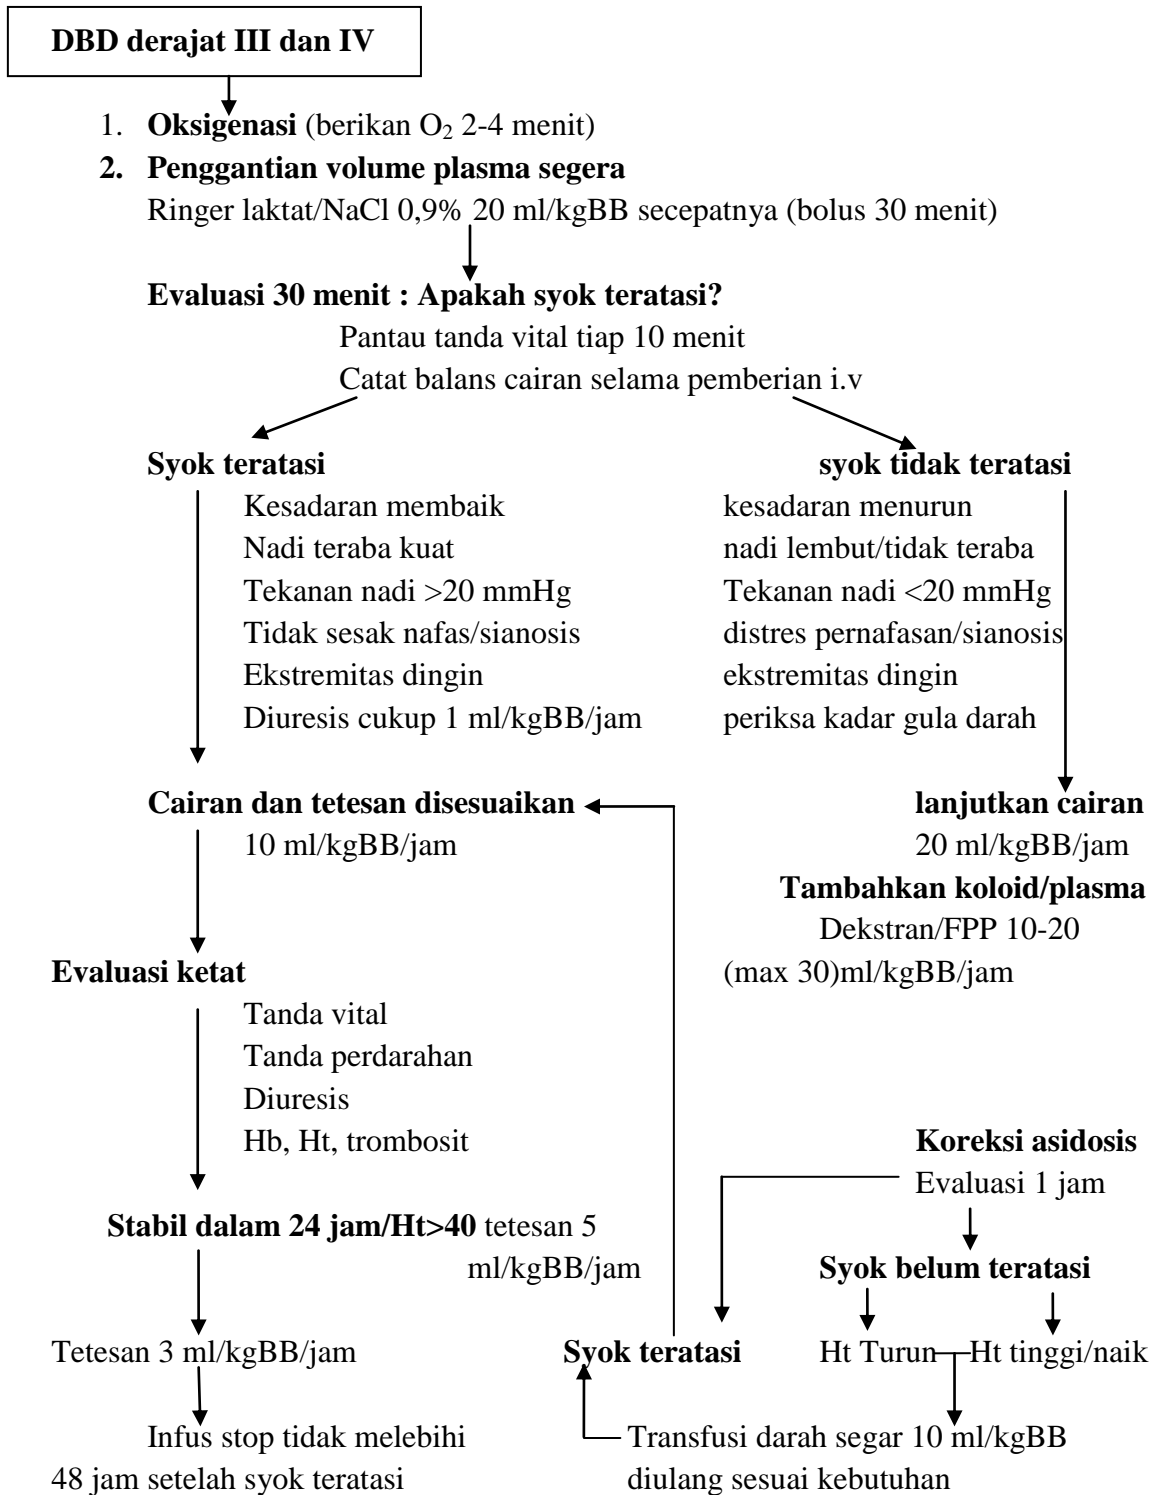 DBD derajat III dan IV
1. Oksigenasi (berikan O₂ 2-4 menit)
2. Penggantian volume plasma segera
Ringer laktat/NaCl 0,9% 20 ml/kgBB secepatnya (bolus 30 menit)
Evaluasi 30 menit : Apakah syok teratasi?
Pantau tanda vital tiap 10 menit
Catat balans cairan selama pemberian i.v
Syok teratasi
Kesadaran membaik
Nadi teraba kuat
Tekanan nadi >20 mmHg
Tidak sesak nafas/sianosis
Ekstremitas dingin
Diuresis cukup 1 ml/kgBB/jam
syok tidak teratasi
kesadaran menurun
nadi lembut/tidak teraba
Tekanan nadi <20 mmHg
distres pernafasan/sianosis
ekstremitas dingin
periksa kadar gula darah
Cairan dan tetesan disesuaikan
10 ml/kgBB/jam
lanjutkan cairan
20 ml/kgBB/jam
Tambahkan koloid/plasma
Dekstran/FPP 10-20
(max 30)ml/kgBB/jam
Evaluasi ketat
Tanda vital
Tanda perdarahan
Diuresis
Hb, Ht, trombosit
Koreksi asidosis
Evaluasi 1 jam
Stabil dalam 24 jam/Ht>40 tetesan 5
ml/kgBB/jam
Syok belum teratasi
Tetesan 3 ml/kgBB/jam
Syok teratasi
Ht Turun
Ht tinggi/naik
Infus stop tidak melebihi
48 jam setelah syok teratasi
Transfusi darah segar 10 ml/kgBB
diulang sesuai kebutuhan